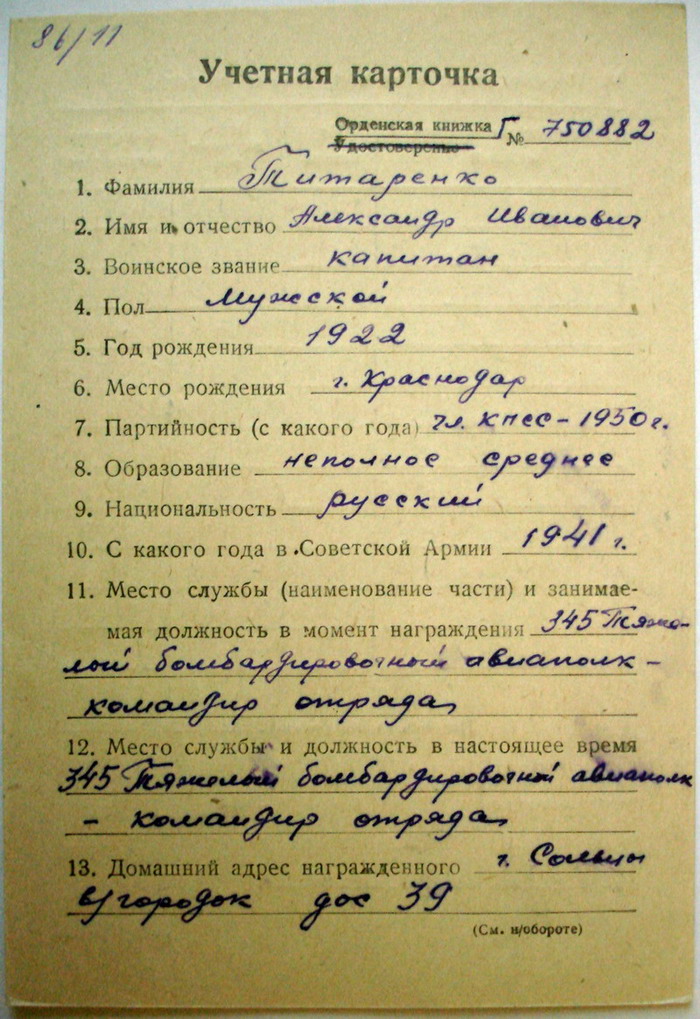 86/11
Учетная карточка
Орденская книжка Г № 750882
Удостоверение
1. Фамилия Титаренко
2. Имя и отчество Александр Иванович
3. Воинское звание капитан
4. Пол Мужской
5. Год рождения 1922
6. Место рождения г. Краснодар
7. Партийность (с какого года) чл. КПСС – 1950 г.
8. Образование неполное среднее
9. Национальность русский
10. С какого года в Советской Армии 1941 г.
11. Место службы (наименование части) и занимае-
мая должность в момент награждения 345 Тяже-
лый бомбардировочный авиаполк –
командир отряда
12. Место службы и должность в настоящее время
345 Тяжелый бомбардировочный авиаполк
– командир отряда
13. Домашний адрес награжденного г. Сольцы
в/городок дос 39
(См. н/обороте)